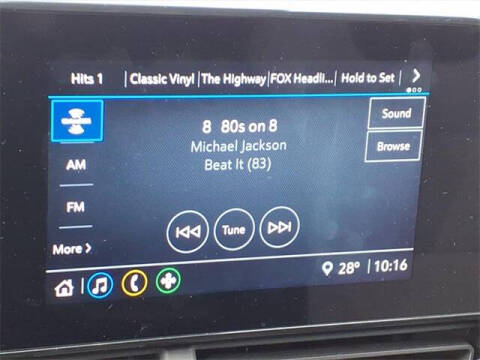 Hits 1 | Classic Vinyl | The Highway | FOX Headli... | Hold to Set
8 80s on 8
Michael Jackson
Beat It (83)
Sound
Browse
AM
FM
More
Tune
28° | 10:16